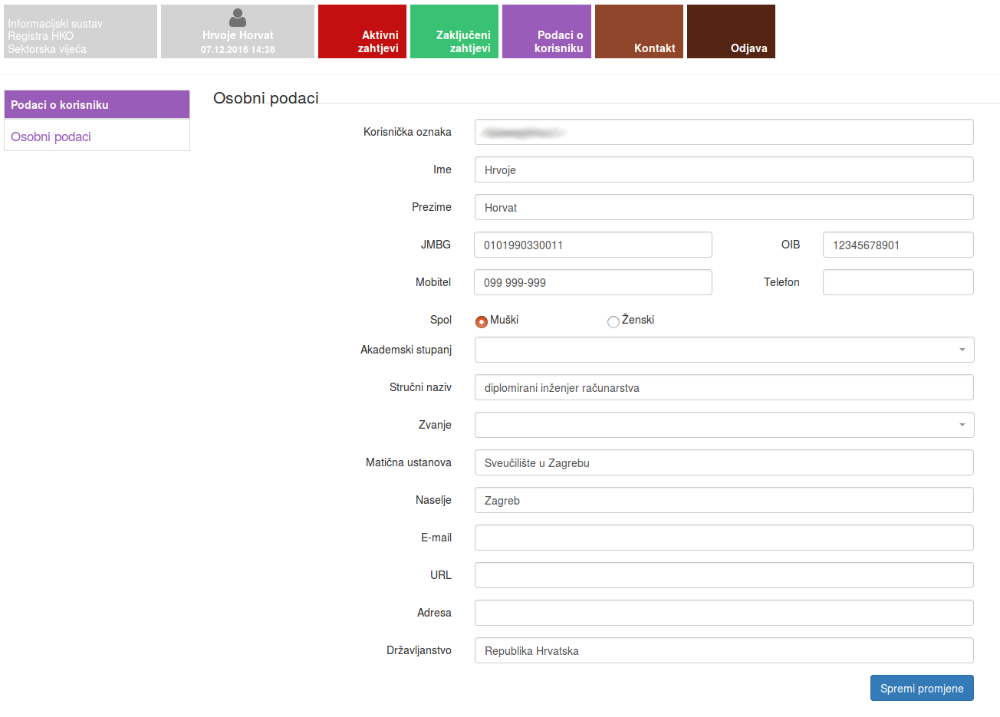 Informacijski sustav
Registra HKO
Sektorska vijeća
Hrvoje Horvat
07.12.2016 14:38
Aktivni
zahtjevi
Zaključeni
zahtjevi
Podaci o
korisniku
Kontakt
Odjava
Podaci o korisniku
Osobni podaci
Osobni podaci
Korisnička oznaka
Ime Hrvoje
Prezime Horvat
JMBG 0101990330011 OIB 12345678901
Mobitel 099 999-999 Telefon
Spol Muški Ženski
Akademski stupanj
Stručni naziv diplomirani inženjer računarstva
Zvanje
Matična ustanova Sveučilište u Zagrebu
Naselje Zagreb
E-mail
URL
Adresa
Državljanstvo Republika Hrvatska
Spremi promjene